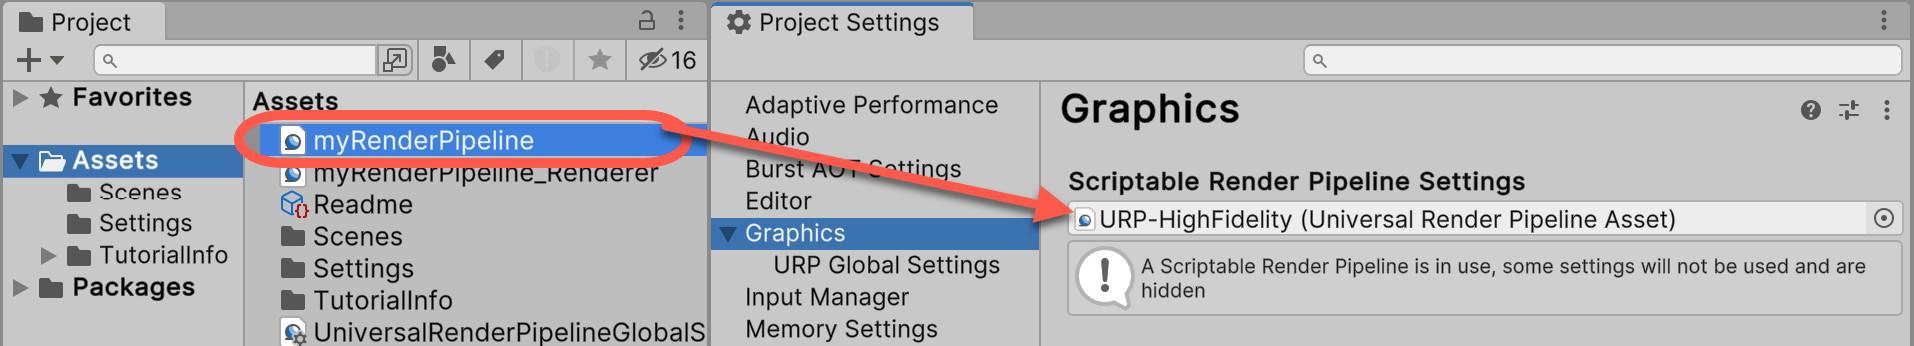 Project
16
Favorites
Assets
Scenes
Settings
TutorialInfo
Packages
Assets
myRenderPipeline
myRenderPipeline_Renderer
Readme
Scenes
Settings
TutorialInfo
UniversalRenderPipelineGlobalS
Project Settings
Adaptive Performance
Audio
Burst AOT Settings
Editor
Graphics
URP Global Settings
Input Manager
Memory Settings
Graphics
Scriptable Render Pipeline Settings
URP-HighFidelity (Universal Render Pipeline Asset)
A Scriptable Render Pipeline is in use, some settings will not be used and are
hidden